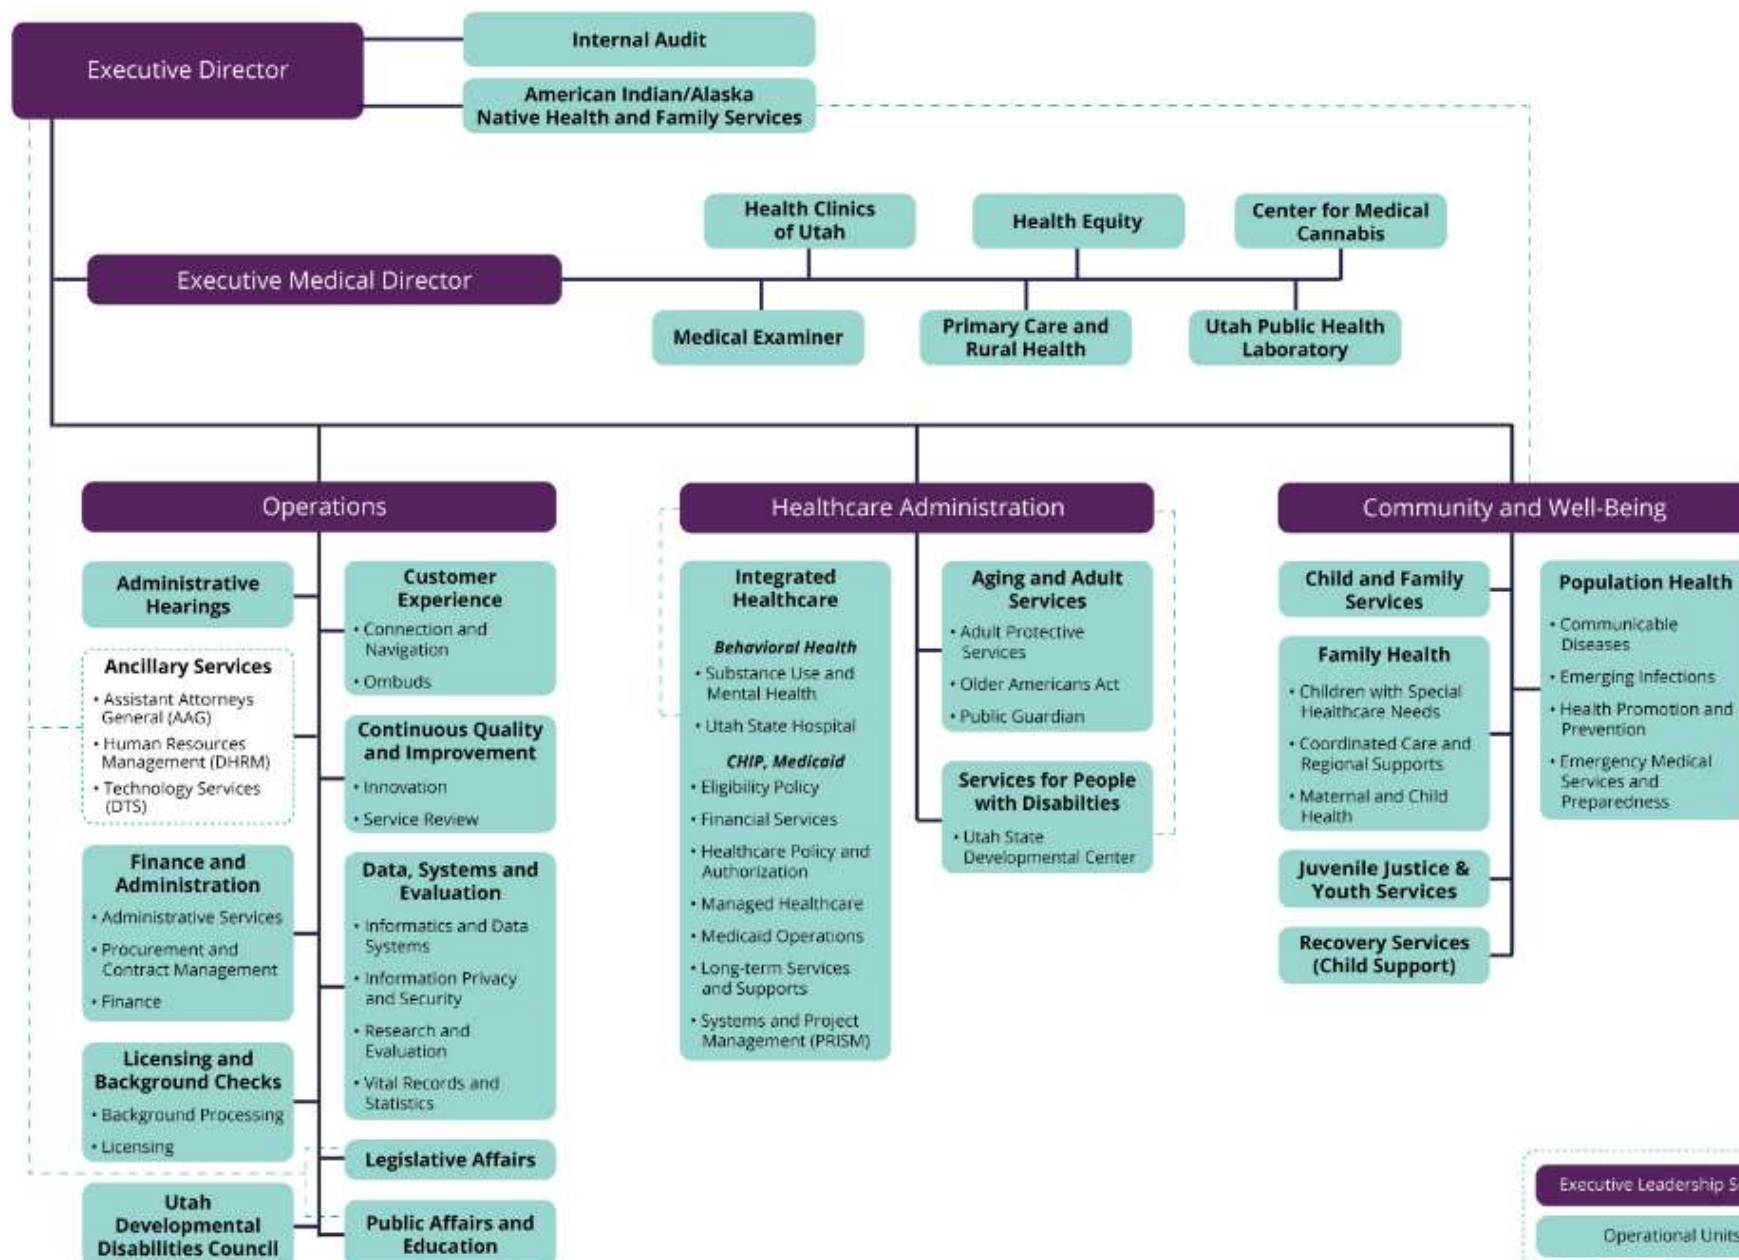 Executive Director
Internal Audit
American Indian/Alaska
Native Health and Family Services
Health Clinics
of Utah
Health Equity
Center for Medical
Cannabis
Executive Medical Director
Medical Examiner
Primary Care and
Rural Health
Utah Public Health
Laboratory
Operations
Administrative
Hearings
Ancillary Services
• Assistant Attorneys
General (AAG)
• Human Resources
Management (DHRM)
• Technology Services
(DTS)
Finance and
Administration
• Administrative Services
• Procurement and
Contract Management
• Finance
Licensing and
Background Checks
• Background Processing
• Licensing
Utah
Developmental
Disabilities Council
Customer
Experience
• Connection and
Navigation
• Ombuds
Continuous Quality
and Improvement
• Innovation
• Service Review
Data, Systems and
Evaluation
• Informatics and Data
Systems
• Information Privacy
and Security
• Research and
Evaluation
• Vital Records and
Statistics
Legislative Affairs
Public Affairs and
Education
Healthcare Administration
Integrated
Healthcare
Behavioral Health
• Substance Use and
Mental Health
• Utah State Hospital
CHIP, Medicaid
• Eligibility Policy
• Financial Services
• Healthcare Policy and
Authorization
• Managed Healthcare
• Medicaid Operations
• Long-term Services
and Supports
• Systems and Project
Management (PRISM)
Aging and Adult
Services
• Adult Protective
Services
• Older Americans Act
• Public Guardian
Services for People
with Disabilties
• Utah State
Developmental Center
Community and Well-Being
Child and Family
Services
Family Health
• Children with Special
Healthcare Needs
• Coordinated Care and
Regional Supports
• Maternal and Child
Health
Juvenile Justice &
Youth Services
Recovery Services
(Child Support)
Population Health
• Communicable
Diseases
• Emerging Infections
• Health Promotion and
Prevention
• Emergency Medical
Services and
Preparedness
Executive Leadership
Operational Units